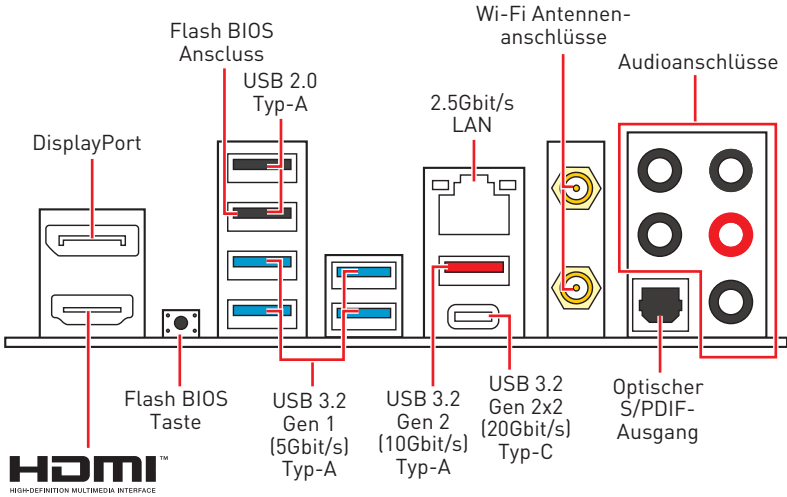 Wi-Fi Antennen-
anschlüsse
Flash BIOS
Anscluss
USB 2.0
Typ-A
2.5Gbit/s
LAN
Audioanschlüsse
DisplayPort
Flash BIOS
Taste
USB 3.2
Gen 1
(5Gbit/s)
Typ-A
USB 3.2
Gen 2
(10Gbit/s)
Typ-A
USB 3.2
Gen 2x2
(20Gbit/s)
Typ-C
Optischer
S/PDIF-
Ausgang
HDMI™
HIGH-DEFINITION MULTIMEDIA INTERFACE